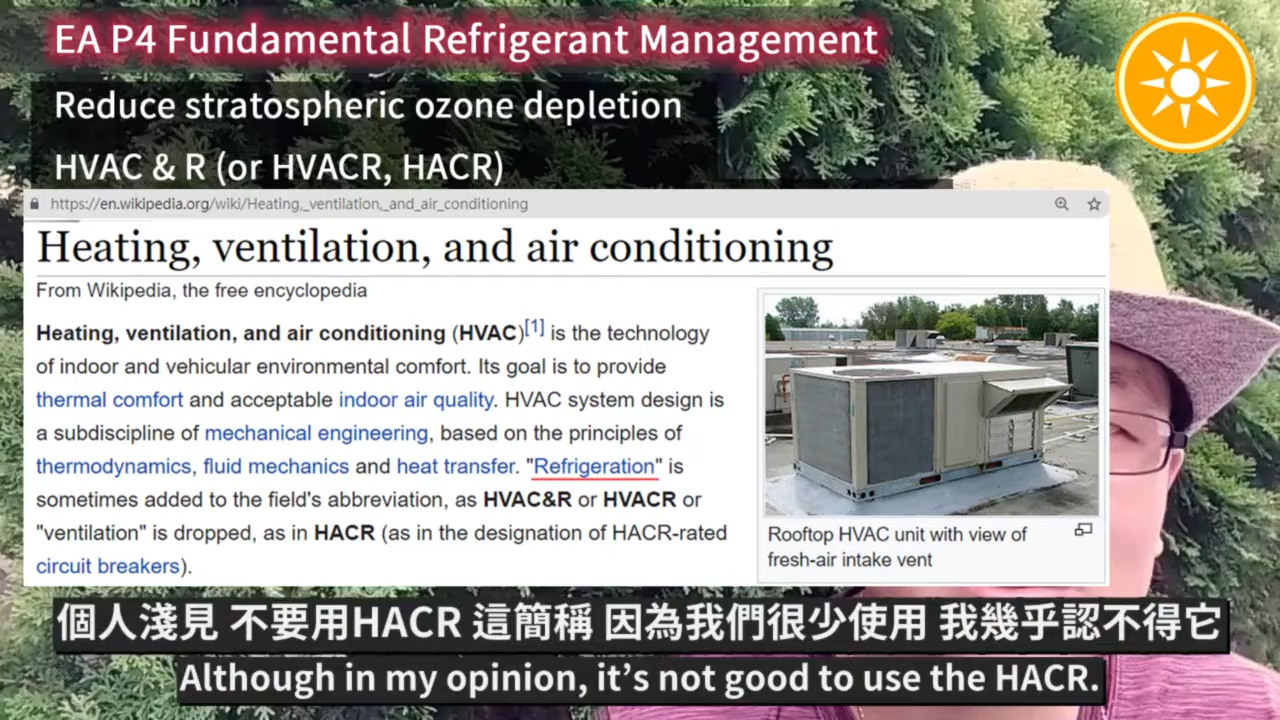 EA P4 Fundamental Refrigerant Management
Reduce stratospheric ozone depletion
HVAC & R (or HVACR, HACR)
https://en.wikipedia.org/wiki/Heating,_ventilation,_and_air_conditioning
Heating, ventilation, and air conditioning
From Wikipedia, the free encyclopedia
Heating, ventilation, and air conditioning (HVAC)[1] is the technology
of indoor and vehicular environmental comfort. Its goal is to provide
thermal comfort and acceptable indoor air quality. HVAC system design is
a subdiscipline of mechanical engineering, based on the principles of
thermodynamics, fluid mechanics and heat transfer. "Refrigeration" is
sometimes added to the field's abbreviation, as HVAC&R or HVACR or
"ventilation" is dropped, as in HACR (as in the designation of HACR-rated
circuit breakers).
Rooftop HVAC unit with view of
fresh-air intake vent
個人淺見 不要用HACR 這簡稱 因為我們很少使用 我幾乎認不得它
Although in my opinion, it’s not good to use the HACR.